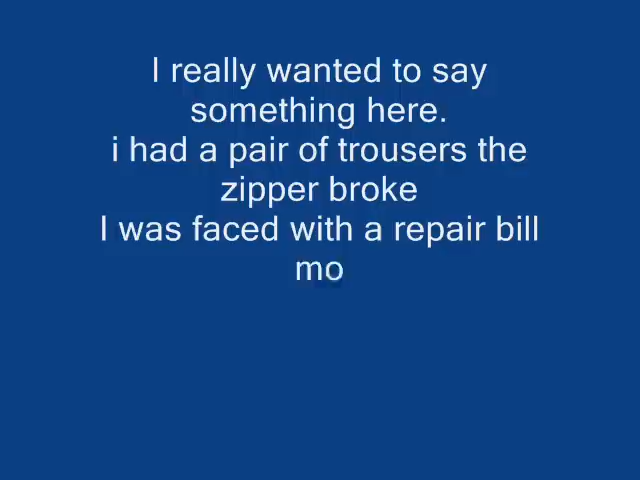 I really wanted to say
something here.
i had a pair of trousers the
zipper broke
I was faced with a repair bill
mo